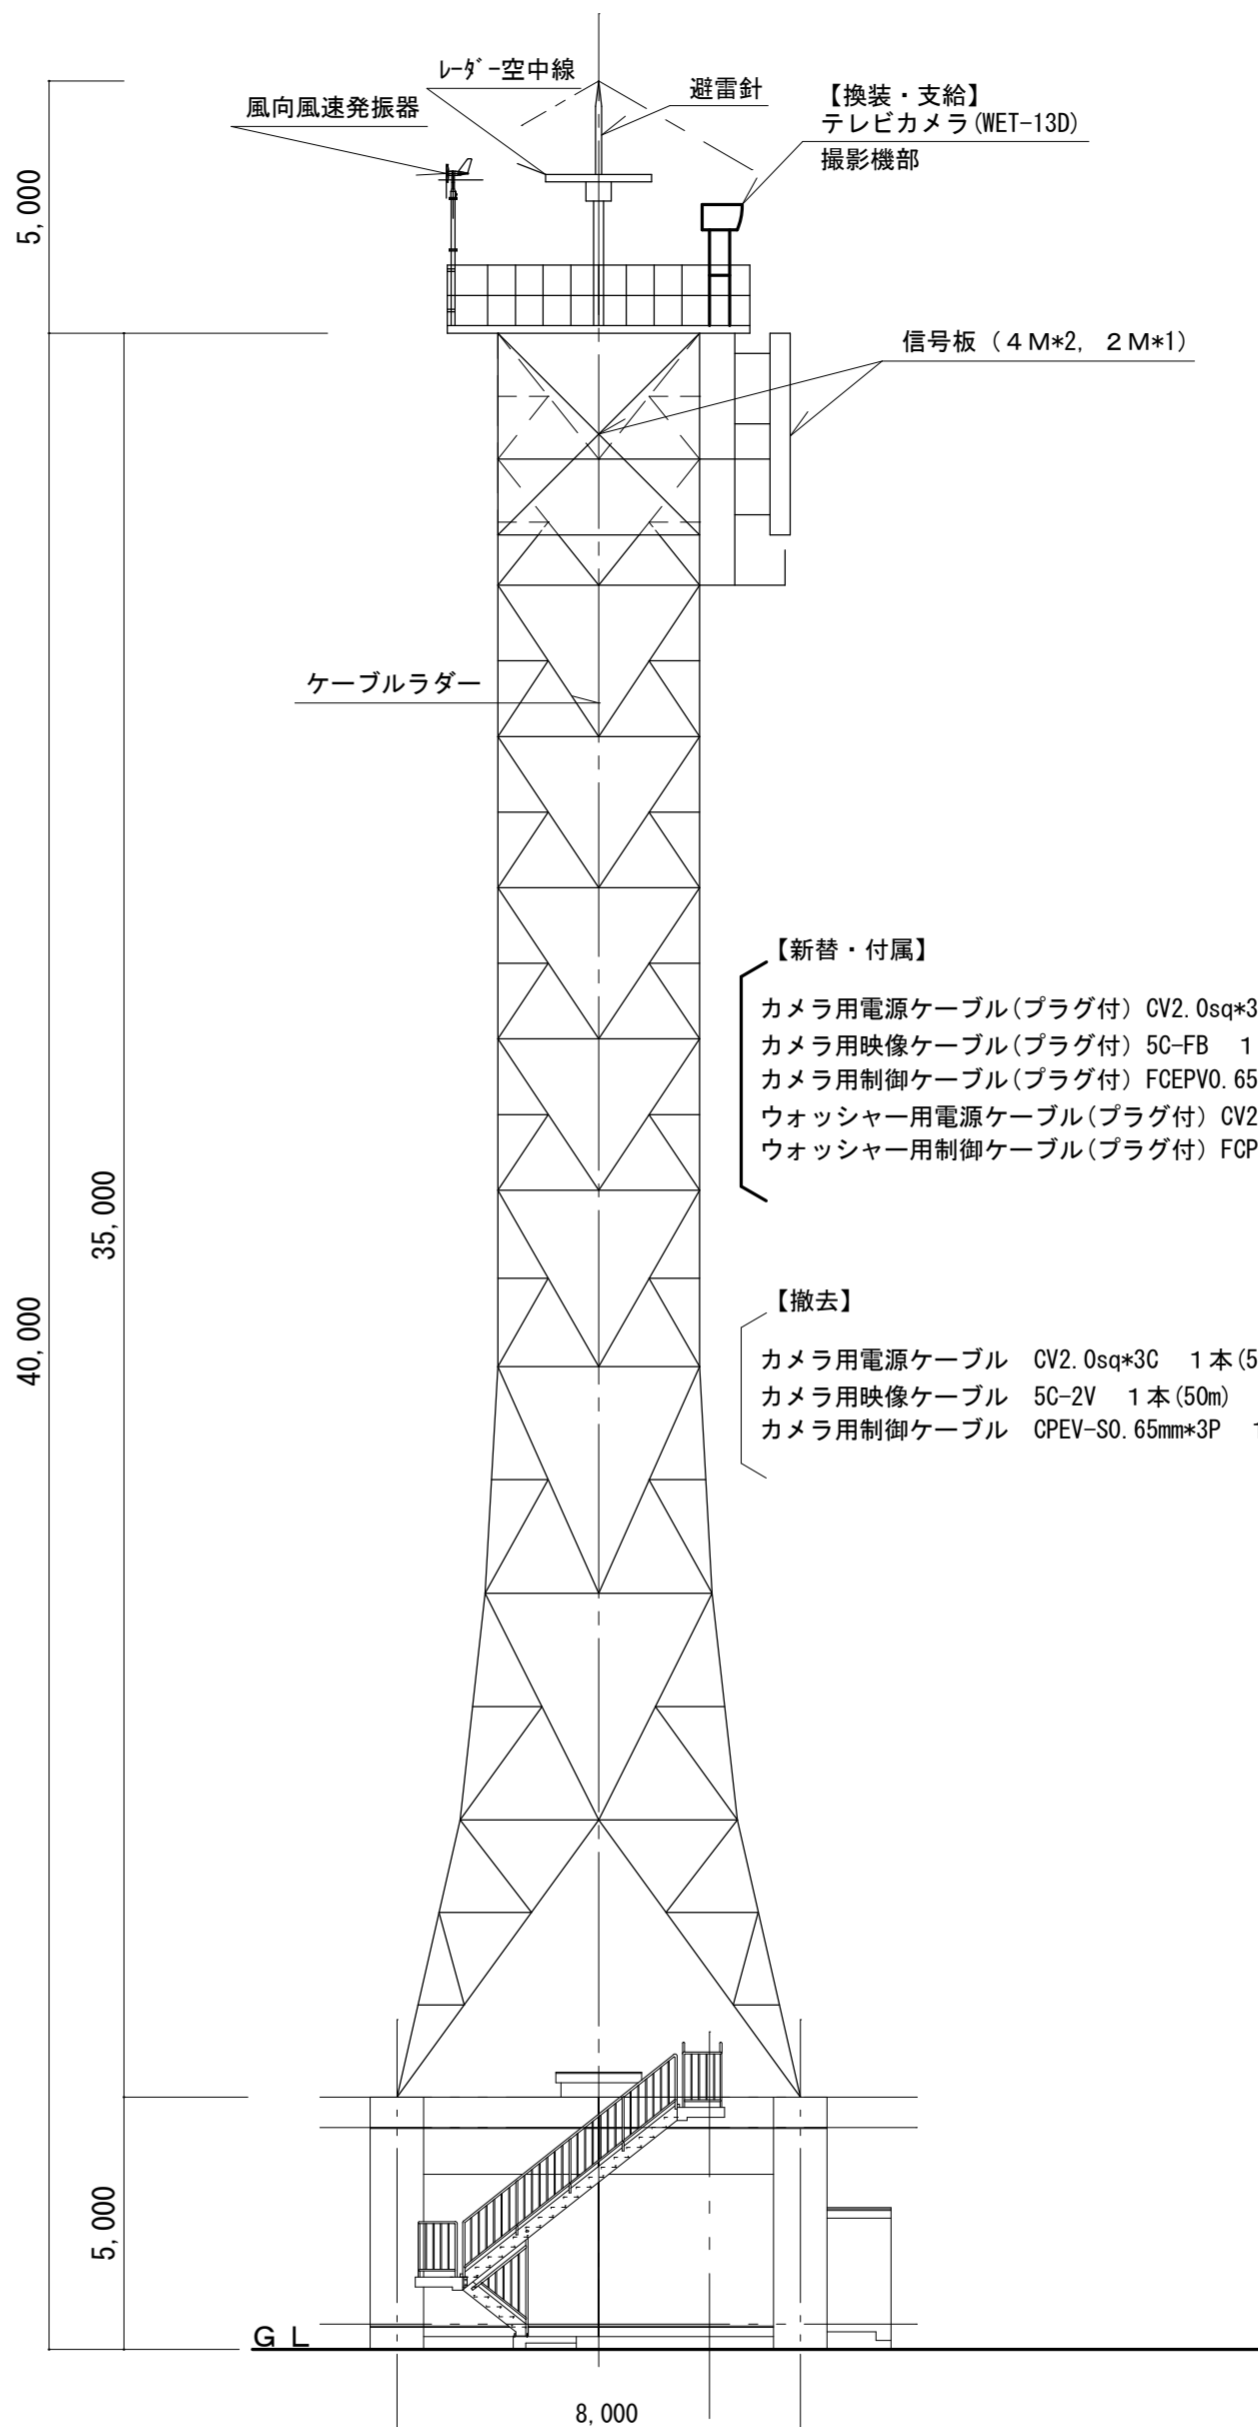 レーダー空中線
避雷針
風向風速発振器
【換装・支給】
テレビカメラ(WET-13D)
撮影機部
5,000
信号板（４Ｍ*2, ２Ｍ*1）
ケーブルラダー
【新替・付属】
カメラ用電源ケーブル(プラグ付) CV2.0sq*3
カメラ用映像ケーブル(プラグ付) 5C-FB 1
カメラ用制御ケーブル(プラグ付) FCEPV0.65
ウォッシャー用電源ケーブル(プラグ付) CV2
ウォッシャー用制御ケーブル(プラグ付) FCP
35,000
40,000
【撤去】
カメラ用電源ケーブル CV2.0sq*3C 1本(5
カメラ用映像ケーブル 5C-2V 1本(50m)
カメラ用制御ケーブル CPEV-S0.65mm*3P 1
5,000
ＧＬ
8,000